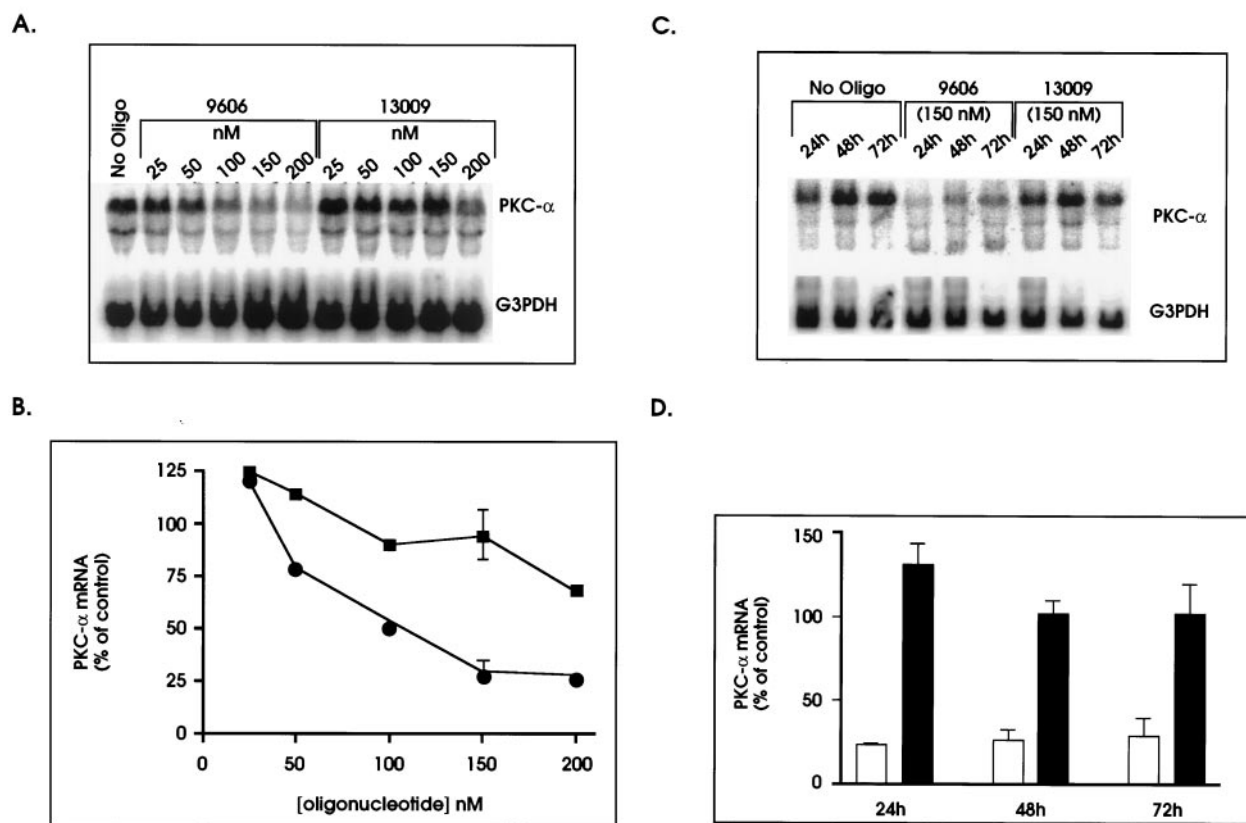 A.
No Oligo
9606
13009
nM
nM
25 50 100 150 200 25 50 100 150 200
PKC-α
G3PDH
B.
PKC-α mRNA
(% of control)
125
100
75
50
25
0
0 50 100 150 200
[oligonucleotide] nM
C.
No Oligo 9606 13009
(150 nM) (150 nM)
24h 48h 72h 24h 48h 72h 24h 48h 72h
PKC-α
G3PDH
D.
PKC-α mRNA
(% of control)
150
100
50
0
24h 48h 72h